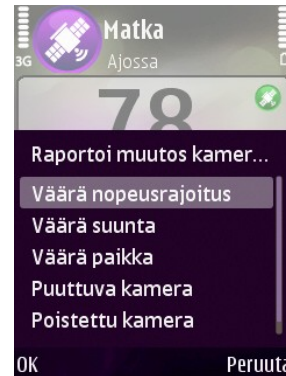 3G
Matka
Ajossa
78
Raportoi muutos kamer...
Väärä nopeusrajoitus
Väärä suunta
Väärä paikka
Puuttuva kamera
Poistettu kamera
OK Peruuta